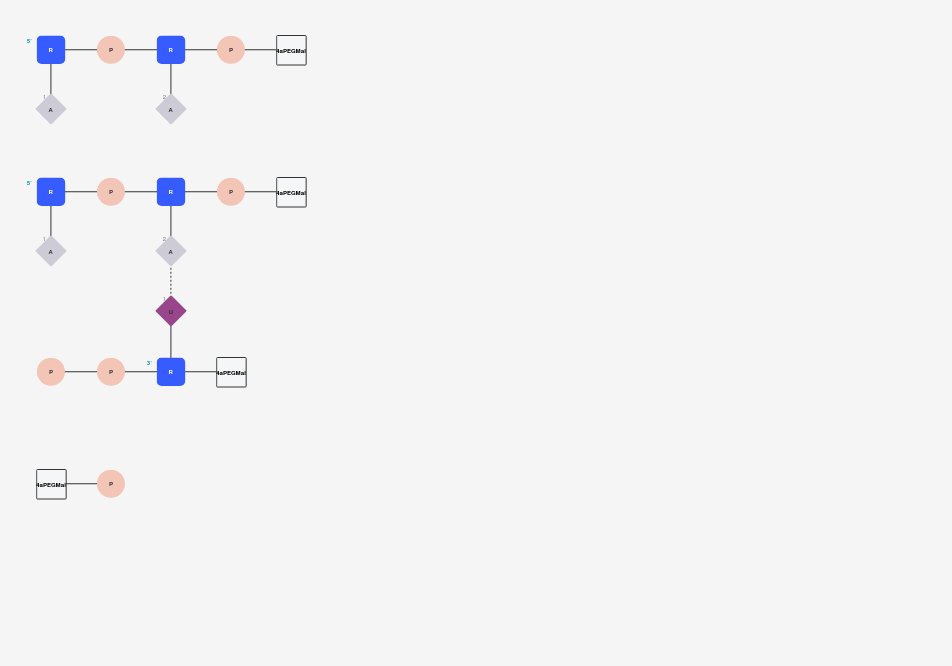 5'
R P R P 4aPEGMal
1 2
A A
5'
R P R P 4aPEGMal
1 2
A A
1
U
3'
P P R 4aPEGMal
4aPEGMal P